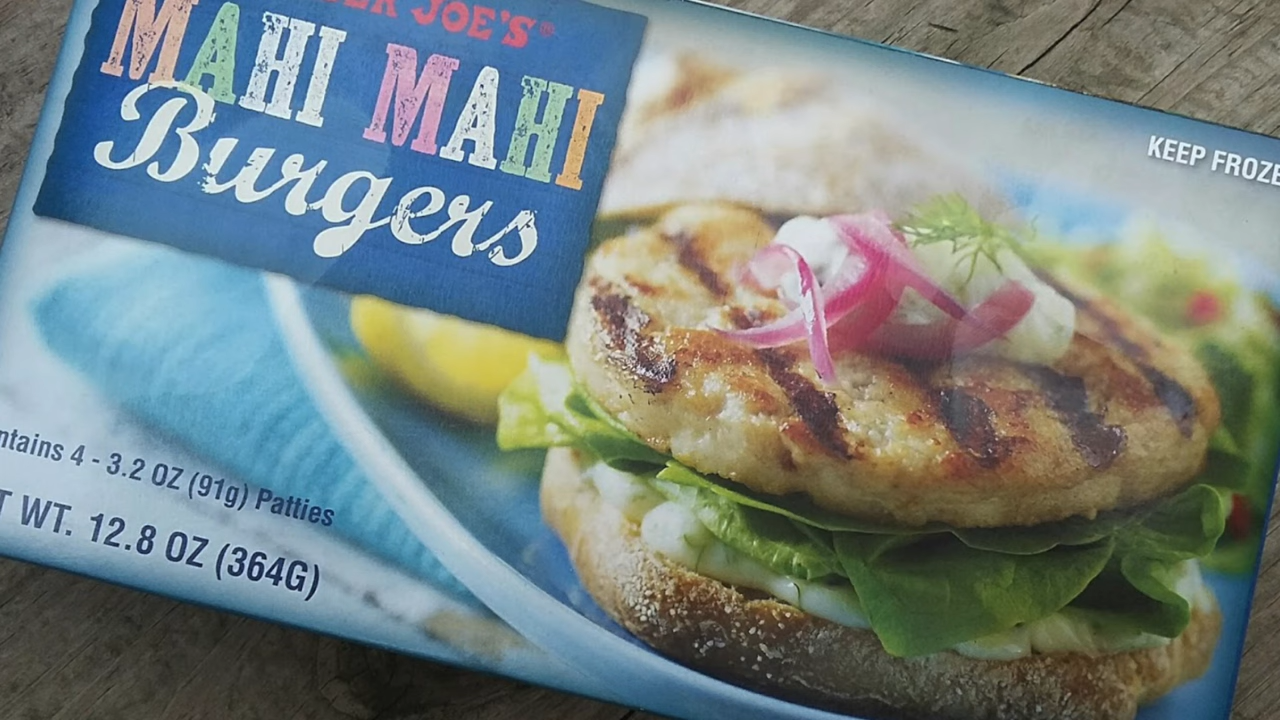 JOE'S®
MAHI MAHI
Burgers
KEEP FROZE
ntains 4 - 3.2 OZ (91g) Patties
T WT. 12.8 OZ (364G)